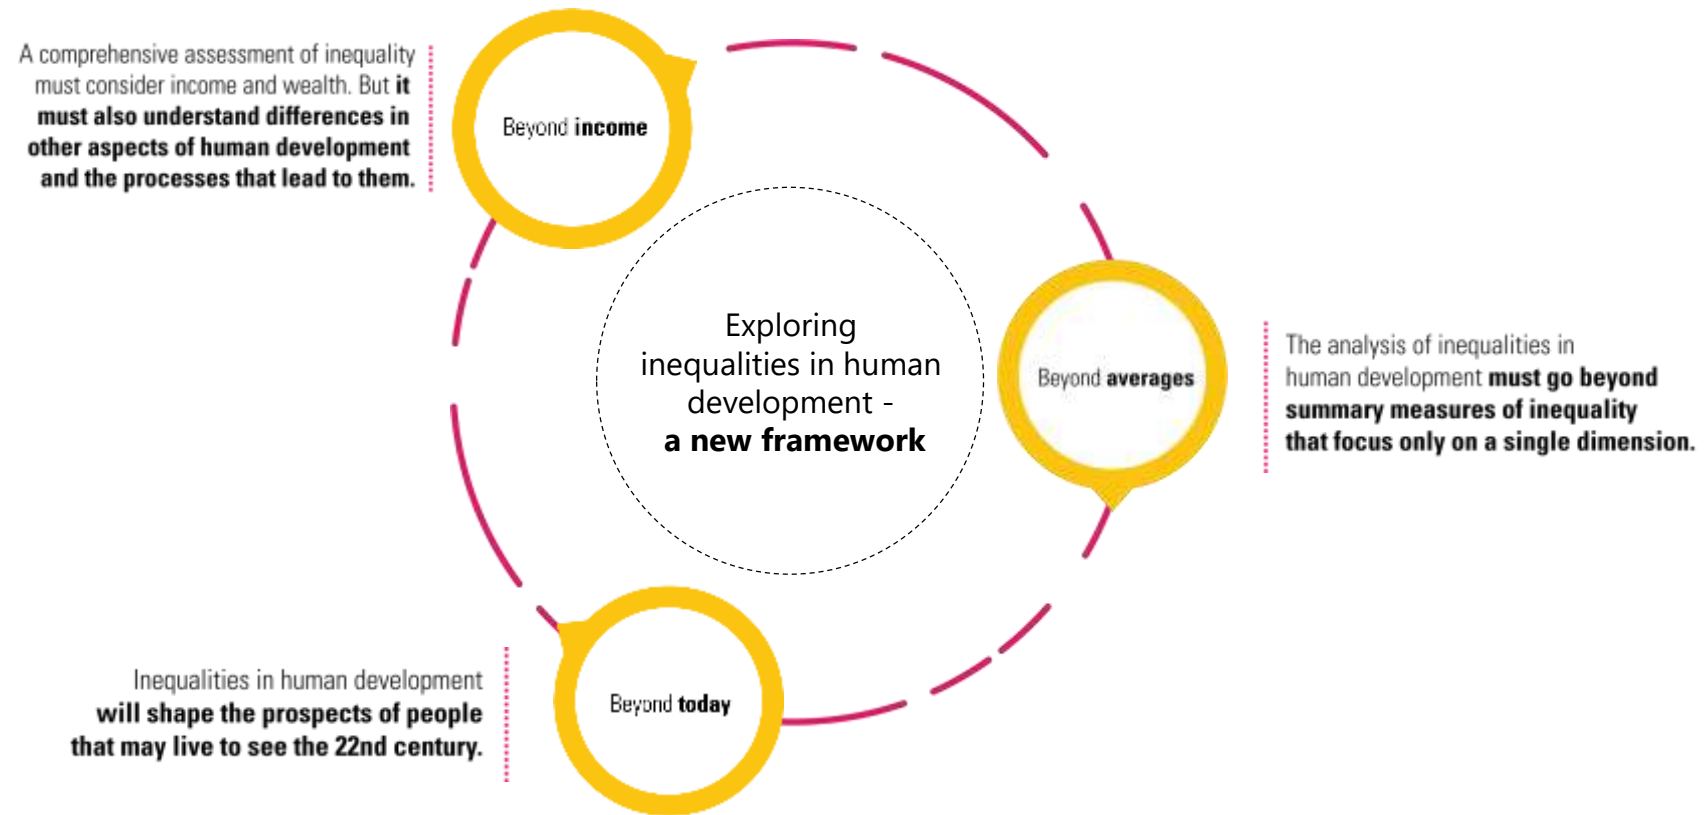 A comprehensive assessment of inequality
must consider income and wealth. But it
must also understand differences in
other aspects of human development
and the processes that lead to them.
Beyond income
Exploring
inequalities in human
development -
a new framework
Beyond averages
The analysis of inequalities in
human development must go beyond
summary measures of inequality
that focus only on a single dimension.
Inequalities in human development
will shape the prospects of people
that may live to see the 22nd century.
Beyond today